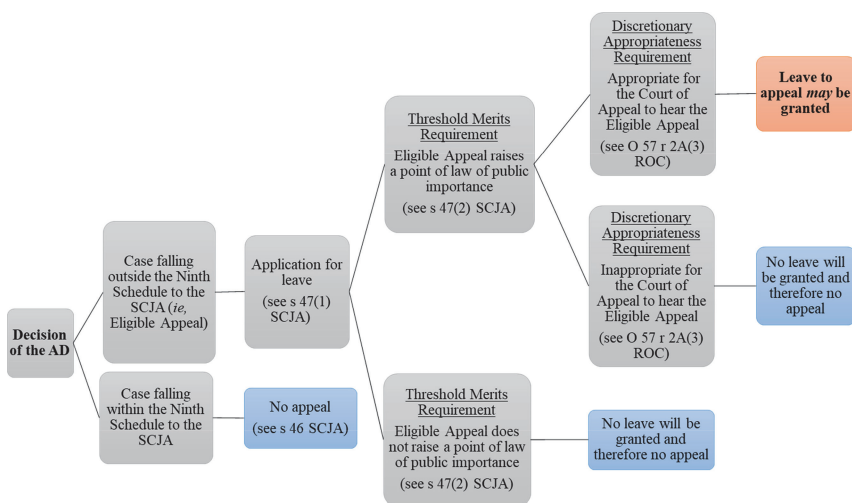 Decision
of the AD
Case falling
outside the Ninth
Schedule to the
SCJA (ie,
Eligible Appeal)
Case falling
within the Ninth
Schedule to the
SCJA
Application for
leave
(see s 47(1)
SCJA)
No appeal
(see s 46 SCJA)
Threshold Merits
Requirement
Eligible Appeal raises
a point of law of public
importance
(see s 47(2) SCJA)
Threshold Merits
Requirement
Eligible Appeal does
not raise a point of law
of public importance
(see s 47(2) SCJA)
Discretionary
Appropriateness
Requirement
Appropriate for
the Court of
Appeal to hear the
Eligible Appeal
(see O 57 r 2A(3)
ROC)
Leave to
appeal may be
granted
Discretionary
Appropriateness
Requirement
Inappropriate for
the Court of
Appeal to hear the
Eligible Appeal
(see O 57 r 2A(3)
ROC)
No leave will
be granted and
therefore no
appeal
No leave will be
granted and
therefore no appeal